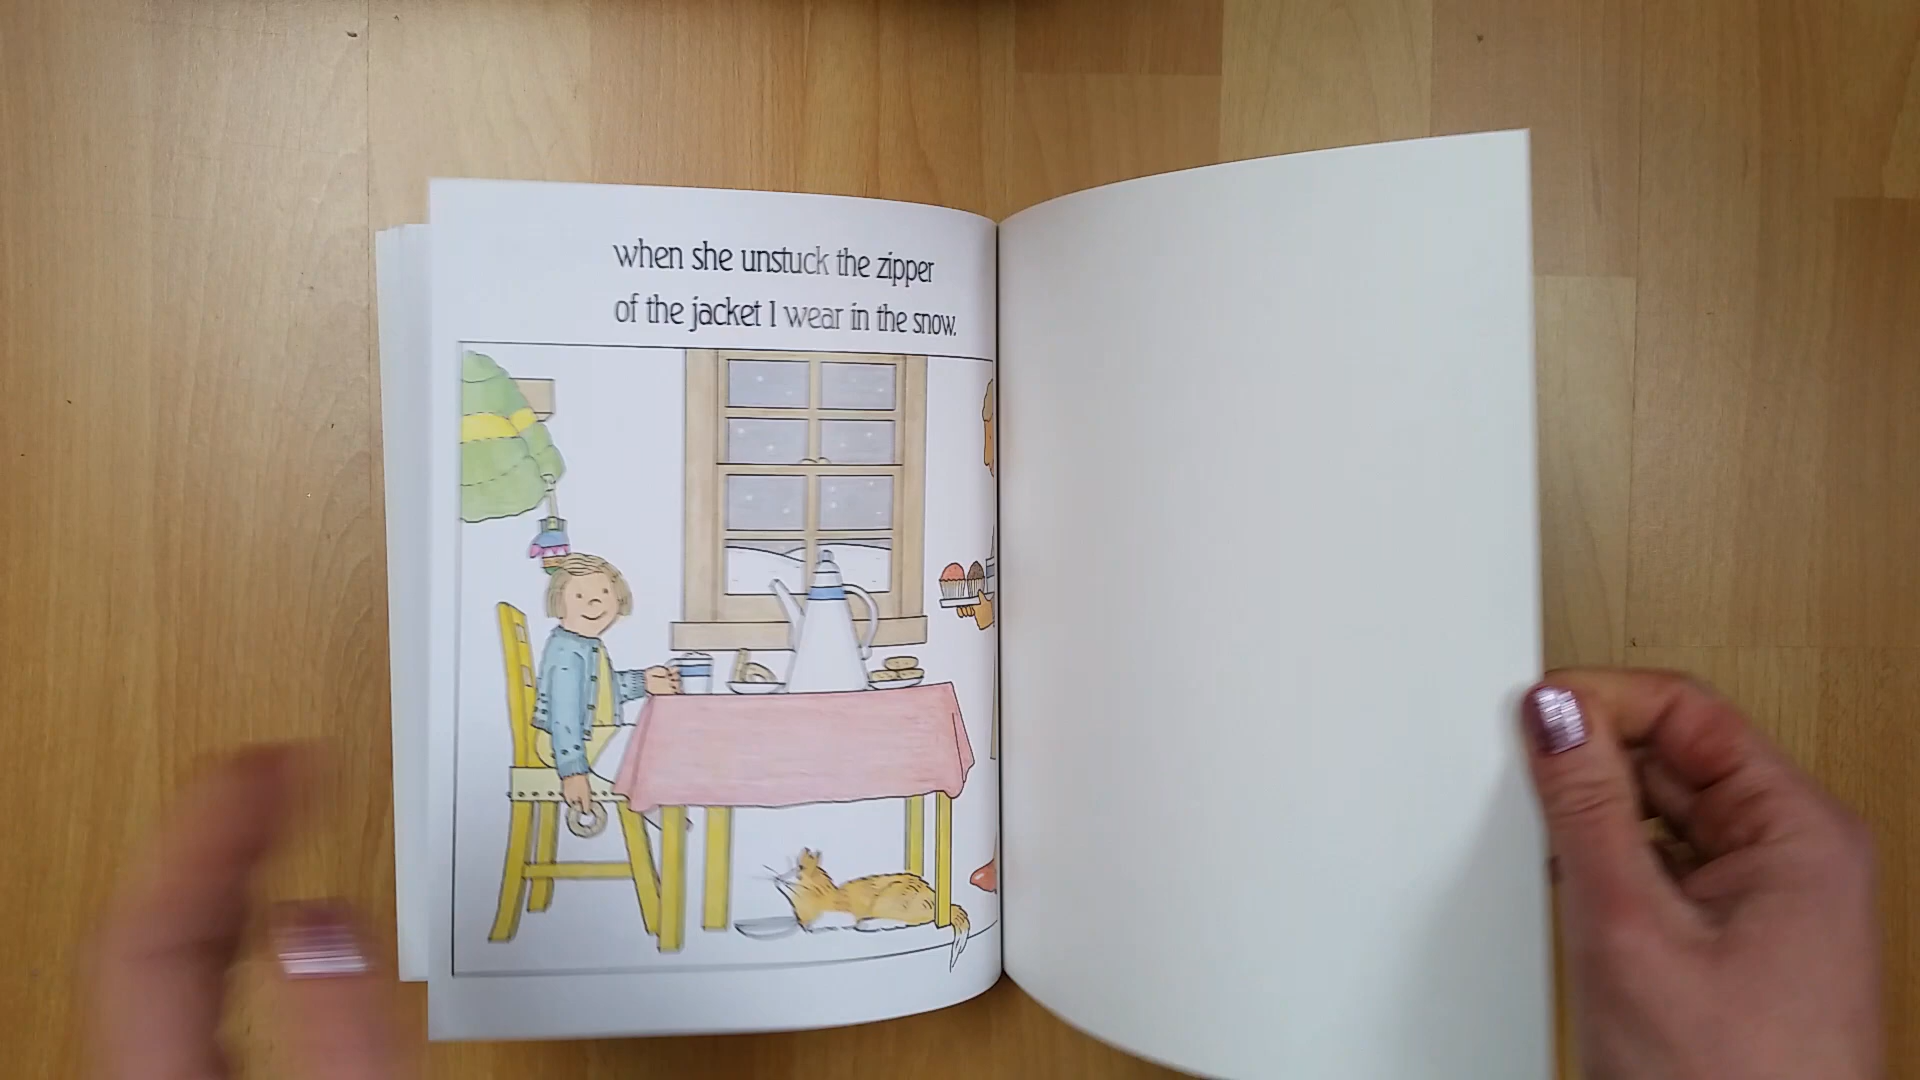 when she unstuck the zipper
of the jacket I wear in the snow.